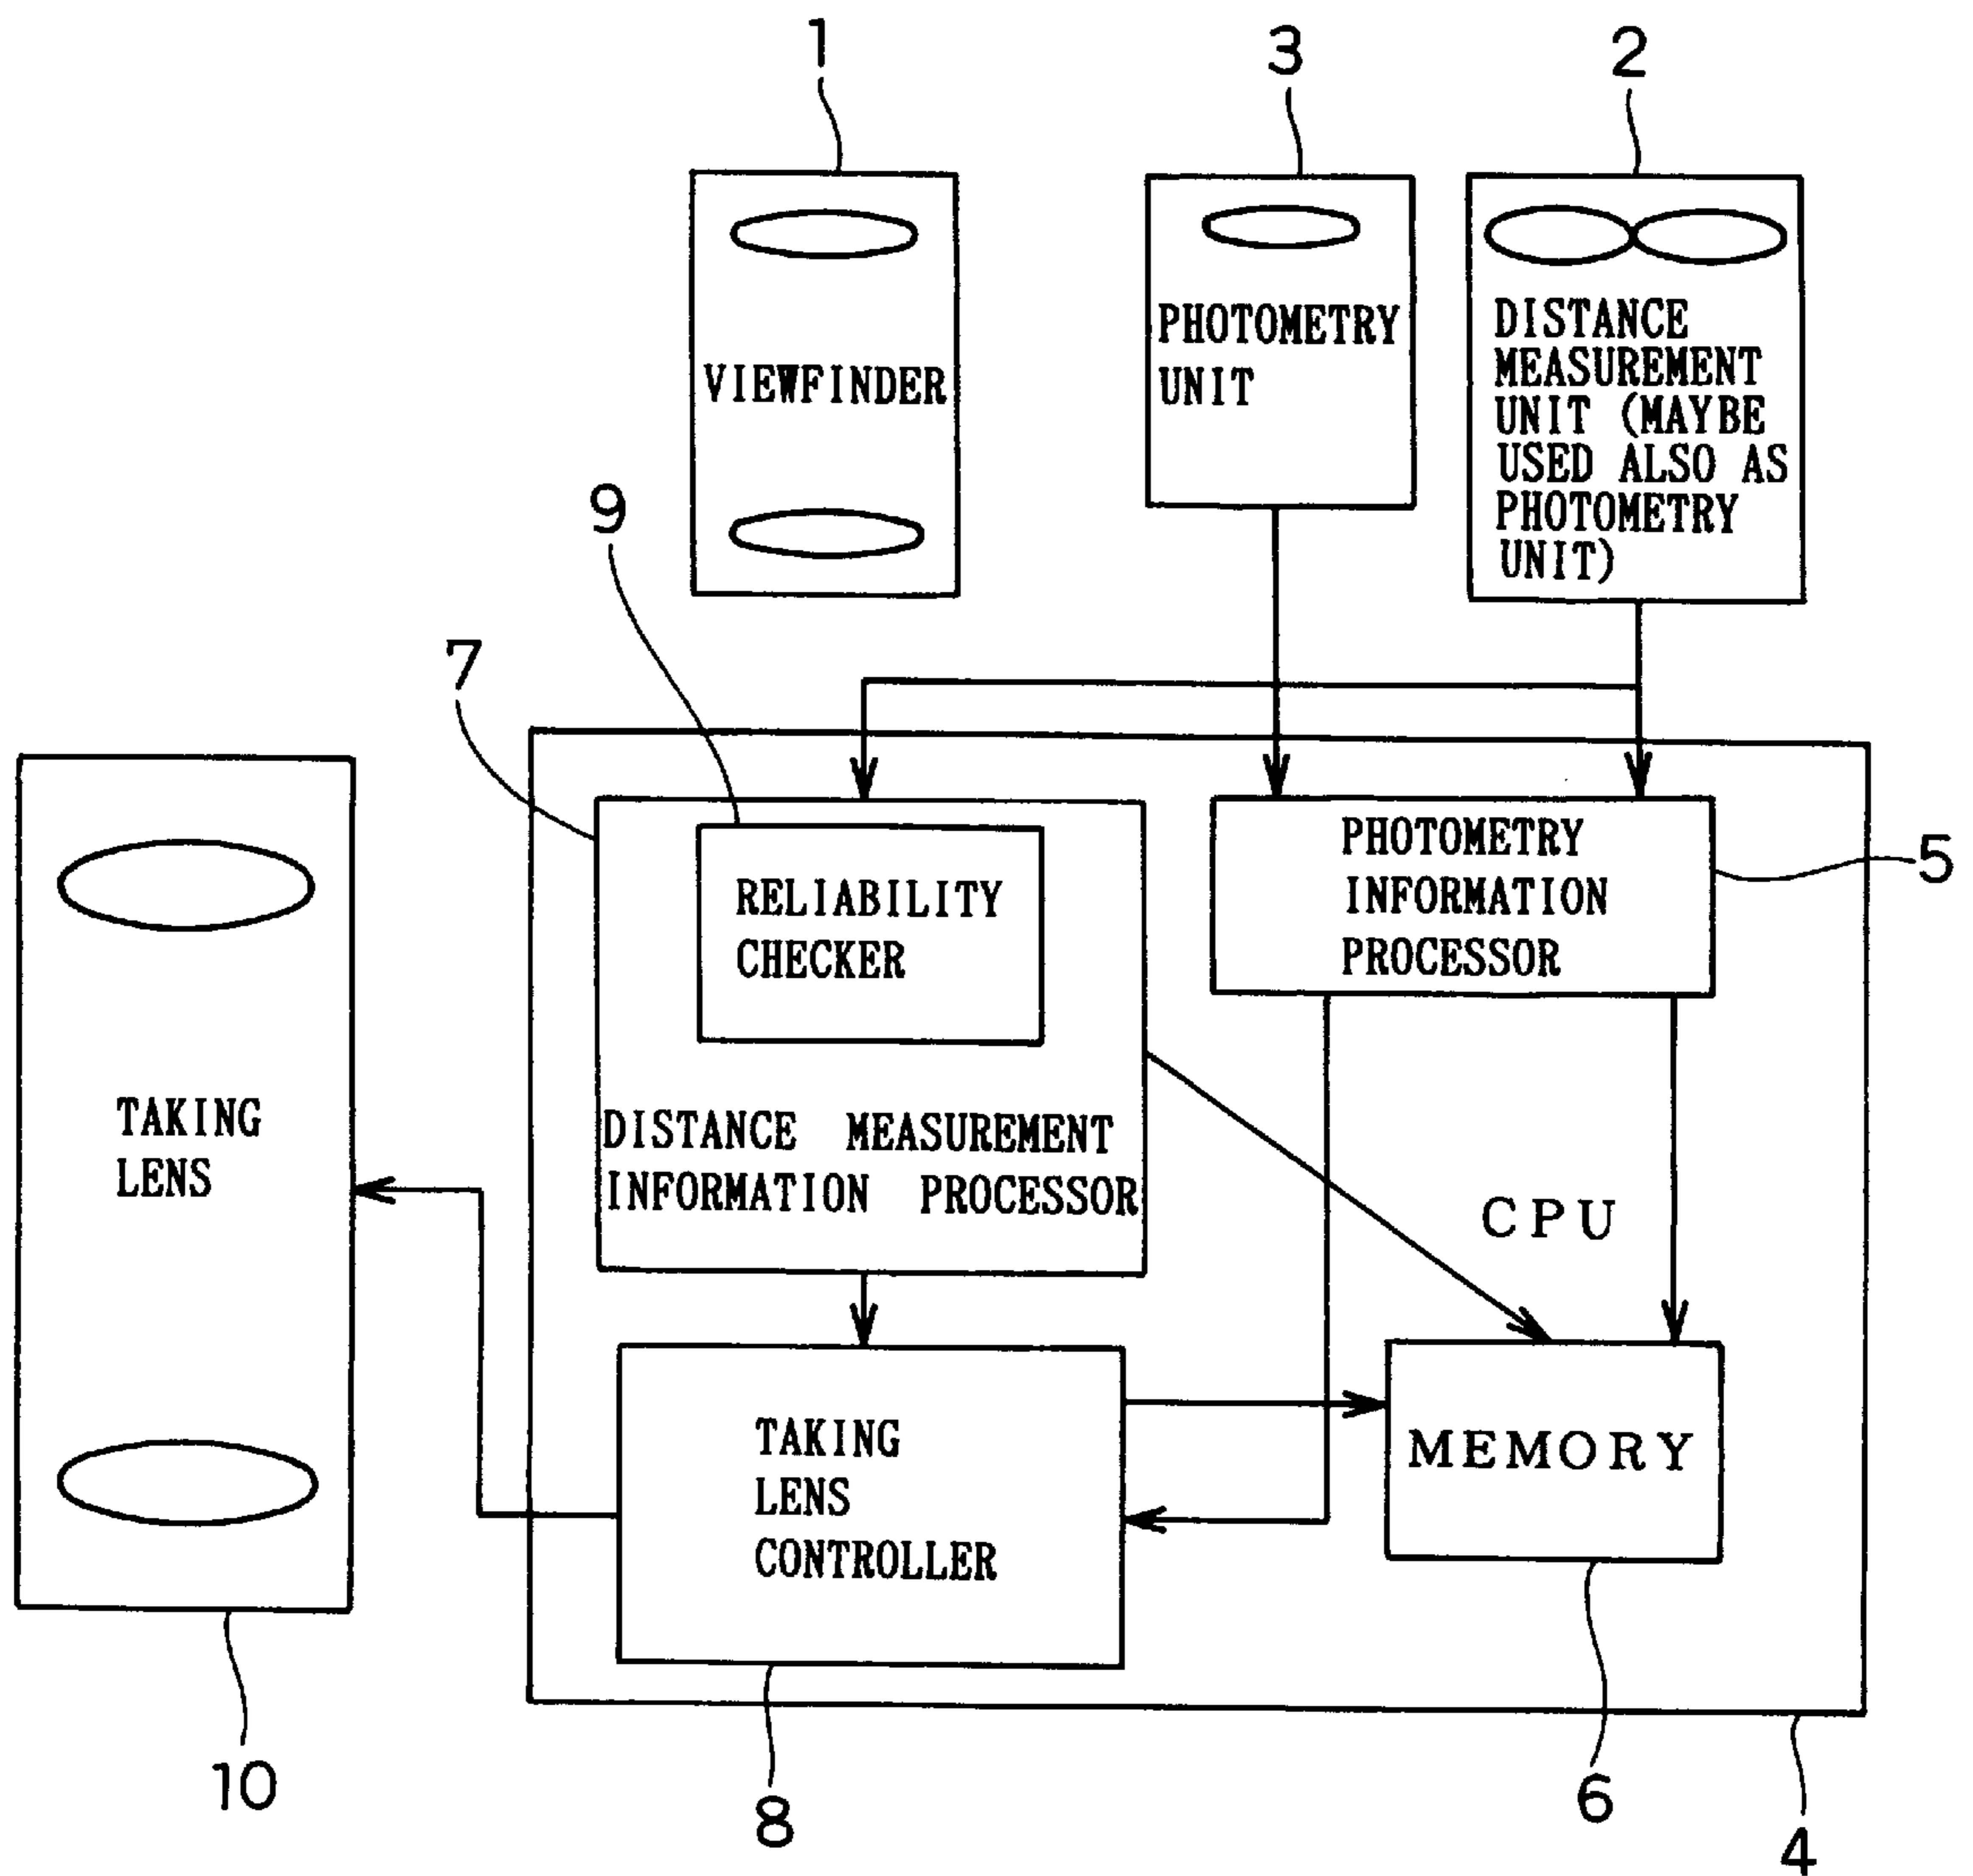 1
3
2
VIEWFINDER
PHOTOMETRY
UNIT
DISTANCE
MEASUREMENT
UNIT (MAYBE
USED ALSO AS
PHOTOMETRY
UNIT)
9
7
RELIABILITY
CHECKER
PHOTOMETRY
INFORMATION
PROCESSOR
5
TAKING
LENS
DISTANCE MEASUREMENT
INFORMATION PROCESSOR
CPU
TAKING
LENS
CONTROLLER
MEMORY
10
8
6
4